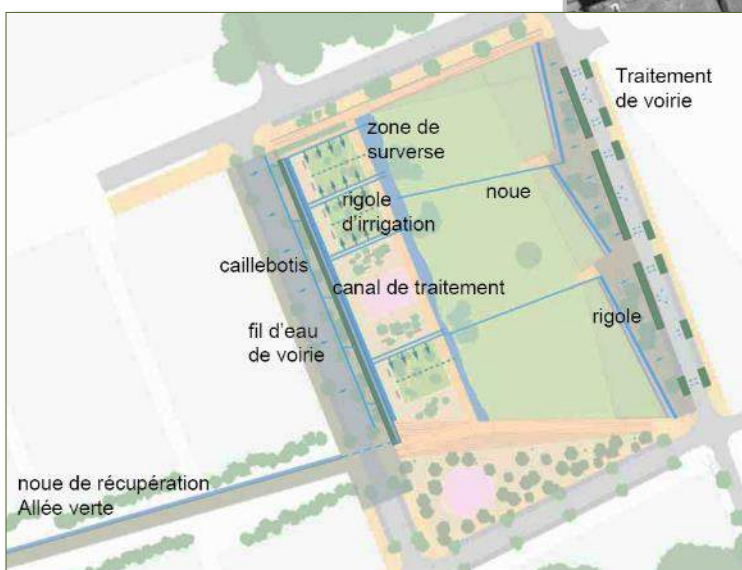 Traitement
de voirie
zone de
surverse
noue
rigole
d'irrigation
caillebotis
canal de traitement
fil d'eau
de voirie
rigole
noue de récupération
Allée verte